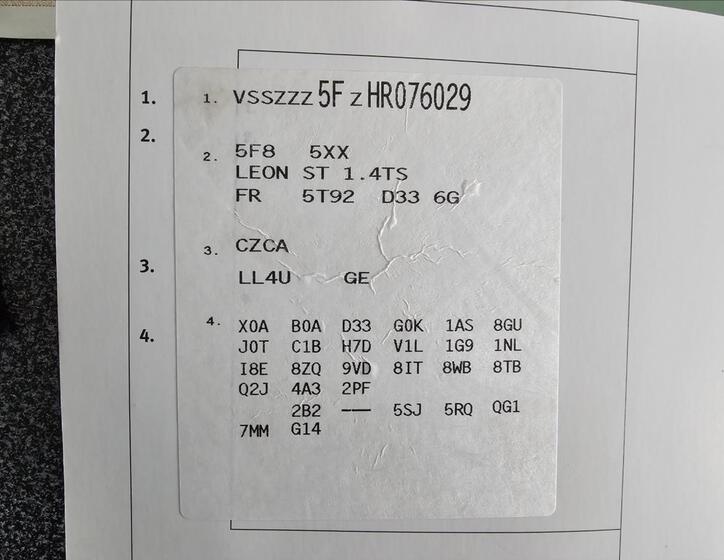 1. 1. VSSZZZ 5F Z HR076029
2.
2. 5F8 5XX
LEON ST 1.4TS
FR 5T92 D33 6G
3. CZCA
3. LL4U GE
4. 4. X0A B0A D33 G0K 1AS 8GU
J0T C1B H7D V1L 1G9 1NL
I8E 8ZQ 9VD 8IT 8WB 8TB
Q2J 4A3 2PF
2B2 --- 5SJ 5RQ QG1
7MM G14